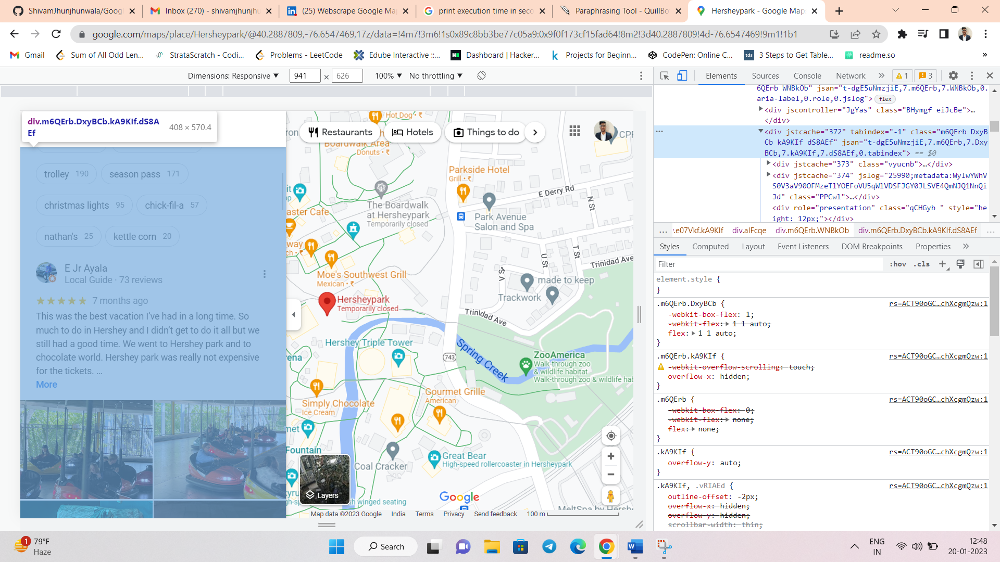 ShivamJhunjhunwala/Googl
Inbox (270) - shivamjhunjhu
(25) Webscrape Google Ma
print execution time in seco
Paraphrasing Tool - QuillBo
Hersheypark - Google Map
google.com/maps/place/Hersheypark/@40.2887809,-76.6547469,17z/data=!4m7!3m6!1s0x89c8bb3be77c05a9:0x9f0f173cf15fad64!8m2!3d40.2887809!4d-76.6547469!9m1!1b1
Gmail
Sum of All Odd Len...
StrataScratch - Codi...
Problems - LeetCode
Edube Interactive ::...
Dashboard | Hacker...
Projects for Beginn...
CodePen: Online C...
3 Steps to Get Table...
readme.so
Dimensions: Responsive
941
×
626
100%
No throttling
div.m6QErb.DxyBCb.kA9KIf.dS8A
Ef
408 × 570.4
trolley 190
season pass 171
christmas lights 95
chick-fil-a 57
nathan's 25
kettle corn 20
E Jr Ayala
Local Guide · 73 reviews
7 months ago
This was the best vacation I've had in a long time. So
much to do in Hershey and I didn't get to do it all but we
still had a good time. We went to Hershey park and to
chocolate world. Hershey park was really not expensive
for the tickets. …
More
Hot Dog • ₹
Restaurants
Hotels
Things to do
Boardwalk Area
Donuts • ₹
Parkside Hotel
Grill • ₹
E Derry Rd
N St
The Boardwalk
at Hersheypark
Temporarily closed
Park Avenue
Salon and Spa
aster Cafe
way
T St
U St
V St
Trinidad Ave
Moe's Southwest Grill
Mexican • ₹
made to keep
Trackwork
Hersheypark
Temporarily closed
Trinidad Ave
Hershey Triple Tower
743
Spring Creek
ZooAmerica
Walk-through zoo
& wildlife habitat
Walk-through zoo & wildlife hab
ena
Gourmet Grille
American
Simply Chocolate
Ice Cream
met
Fountain
Coal Cracker
Great Bear
High-speed rollercoaster in Hersheypark
Layers
th winged seating
Google
MeltSpa by Hershe
Map data ©2023 Google
India
Terms
Privacy
Send feedback
100 m
Elements
Sources
Console
Network
1
3
6QErb WNBkOb" jsan="t-dgE5uNmzjiE,7.m6QErb,7.WNBkOb,0.
aria-label,0.role,0.jslog"> flex
<div jscontroller="JgYas" class="BHymgf eiJcBe">…
</div>
<div jstcache="372" tabindex="-1" class="m6QErb DxyB
Cb kA9KIf dS8AEf" jsan="t-dgE5uNmzjiE,7.m6QErb,7.Dxy
BCb,7.kA9KIf,7.dS8AEf,0.tabindex"> == $0
<div jstcache="373" class="vyucnb">…</div>
<div jstcache="374" jslog="25990;metadata:WyIwYWhV
S0V3aV90OFMzeTlYOEFoVU5qWlVDSFJGY0JLSVE4QmNJQ1NnQi
Jd" class="PPCwl">…</div>
<div role="presentation" class="qCHGyb " style="he
ight: 12px;"></div>
... .e07Vkf.kA9KIf div.aIFcqe div.m6QErb.WNBkOb div.m6QErb.DxyBCb.kA9KIf.dS8AEf ...
Styles
Computed
Layout
Event Listeners
DOM Breakpoints
Properties
Filter
:hov .cls
element.style {
}
.m6QErb.DxyBCb { rs=ACT90oGC…chXcgmQzw:1
-webkit-box-flex: 1;
-webkit-flex: 1 1 auto;
flex: 1 1 auto;
}
.m6QErb.kA9KIf { rs=ACT90oGC…chXcgmQzw:1
-webkit-overflow-scrolling: touch;
overflow-x: hidden;
}
.m6QErb { rs=ACT90oGC…chXcgmQzw:1
-webkit-box-flex: 0;
-webkit-flex: none;
flex: none;
}
.kA9KIf { rs=ACT90oGC…chXcgmQzw:1
overflow-y: auto;
}
.kA9KIf, .vRIAEd { rs=ACT90oGC…chXcgmQzw:1
outline-offset: -2px;
overflow-x: hidden;
overflow-y: hidden;
scrollbar-width: thin;
1
79°F
Haze
Search
ENG
IN
12:48
20-01-2023